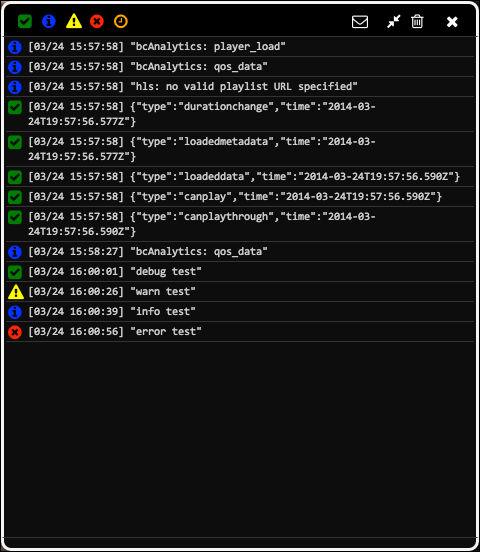 [03/24 15:57:58] "bcAnalytics: player_load"
[03/24 15:57:58] "bcAnalytics: qos_data"
[03/24 15:57:58] "hls: no valid playlist URL specified"
[03/24 15:57:58] {"type":"durationchange","time":"2014-03-
24T19:57:56.577Z"}
[03/24 15:57:58] {"type":"loadedmetadata","time":"2014-03-
24T19:57:56.577Z"}
[03/24 15:57:58] {"type":"loadeddata","time":"2014-03-24T19:57:56.590Z"}
[03/24 15:57:58] {"type":"canplay","time":"2014-03-24T19:57:56.590Z"}
[03/24 15:57:58] {"type":"canplaythrough","time":"2014-03-
24T19:57:56.590Z"}
[03/24 15:58:27] "bcAnalytics: qos_data"
[03/24 16:00:01] "debug test"
[03/24 16:00:26] "warn test"
[03/24 16:00:39] "info test"
[03/24 16:00:56] "error test"